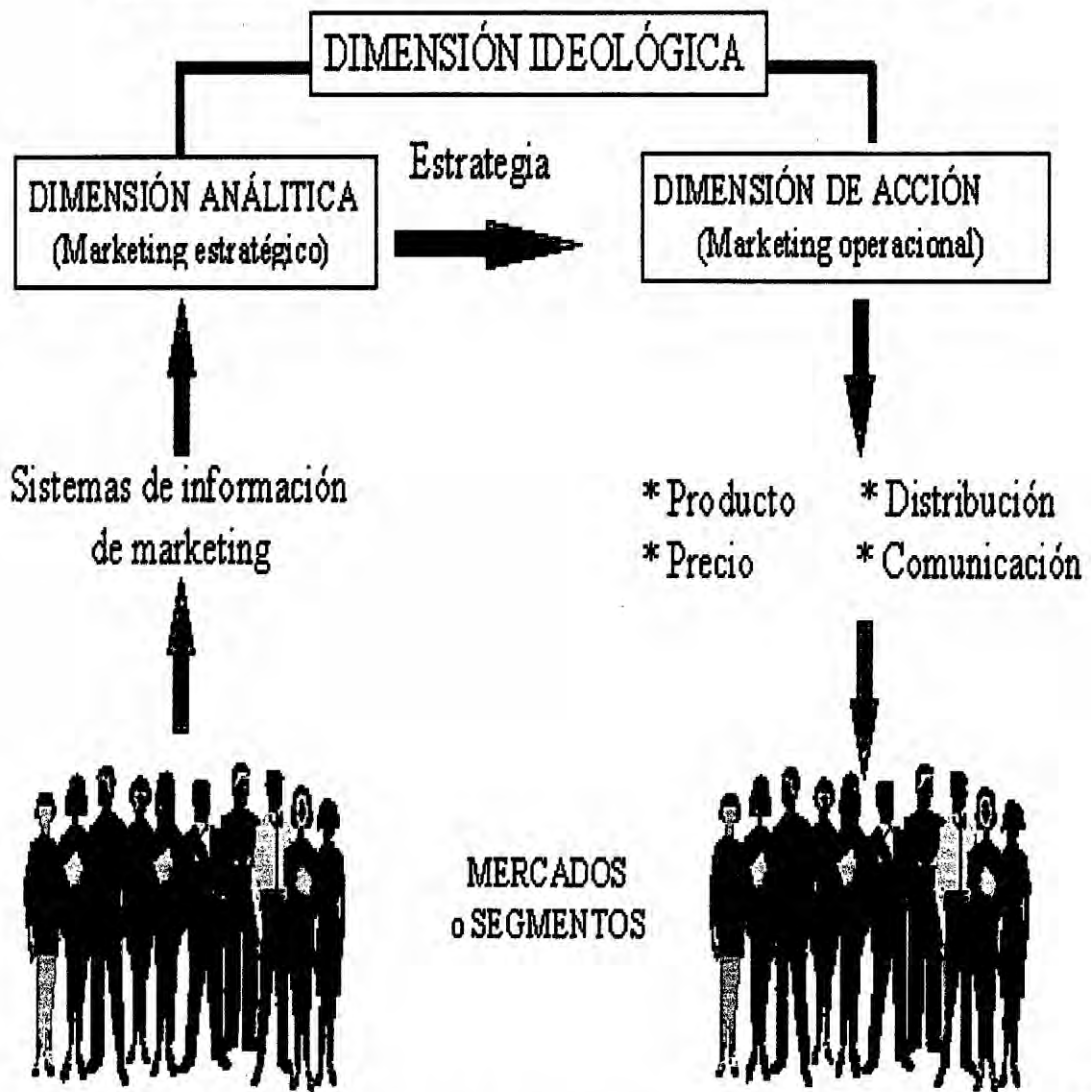 DIMENSIÓN IDEOLÓGICA
Estrategia
DIMENSIÓN ANÁLITICA
(Marketing estratégico)
DIMENSIÓN DE ACCIÓN
(Marketing operacional)
Sistemas de información
de marketing
* Producto * Distribución
* Precio * Comunicación
MERCADOS
o SEGMENTOS